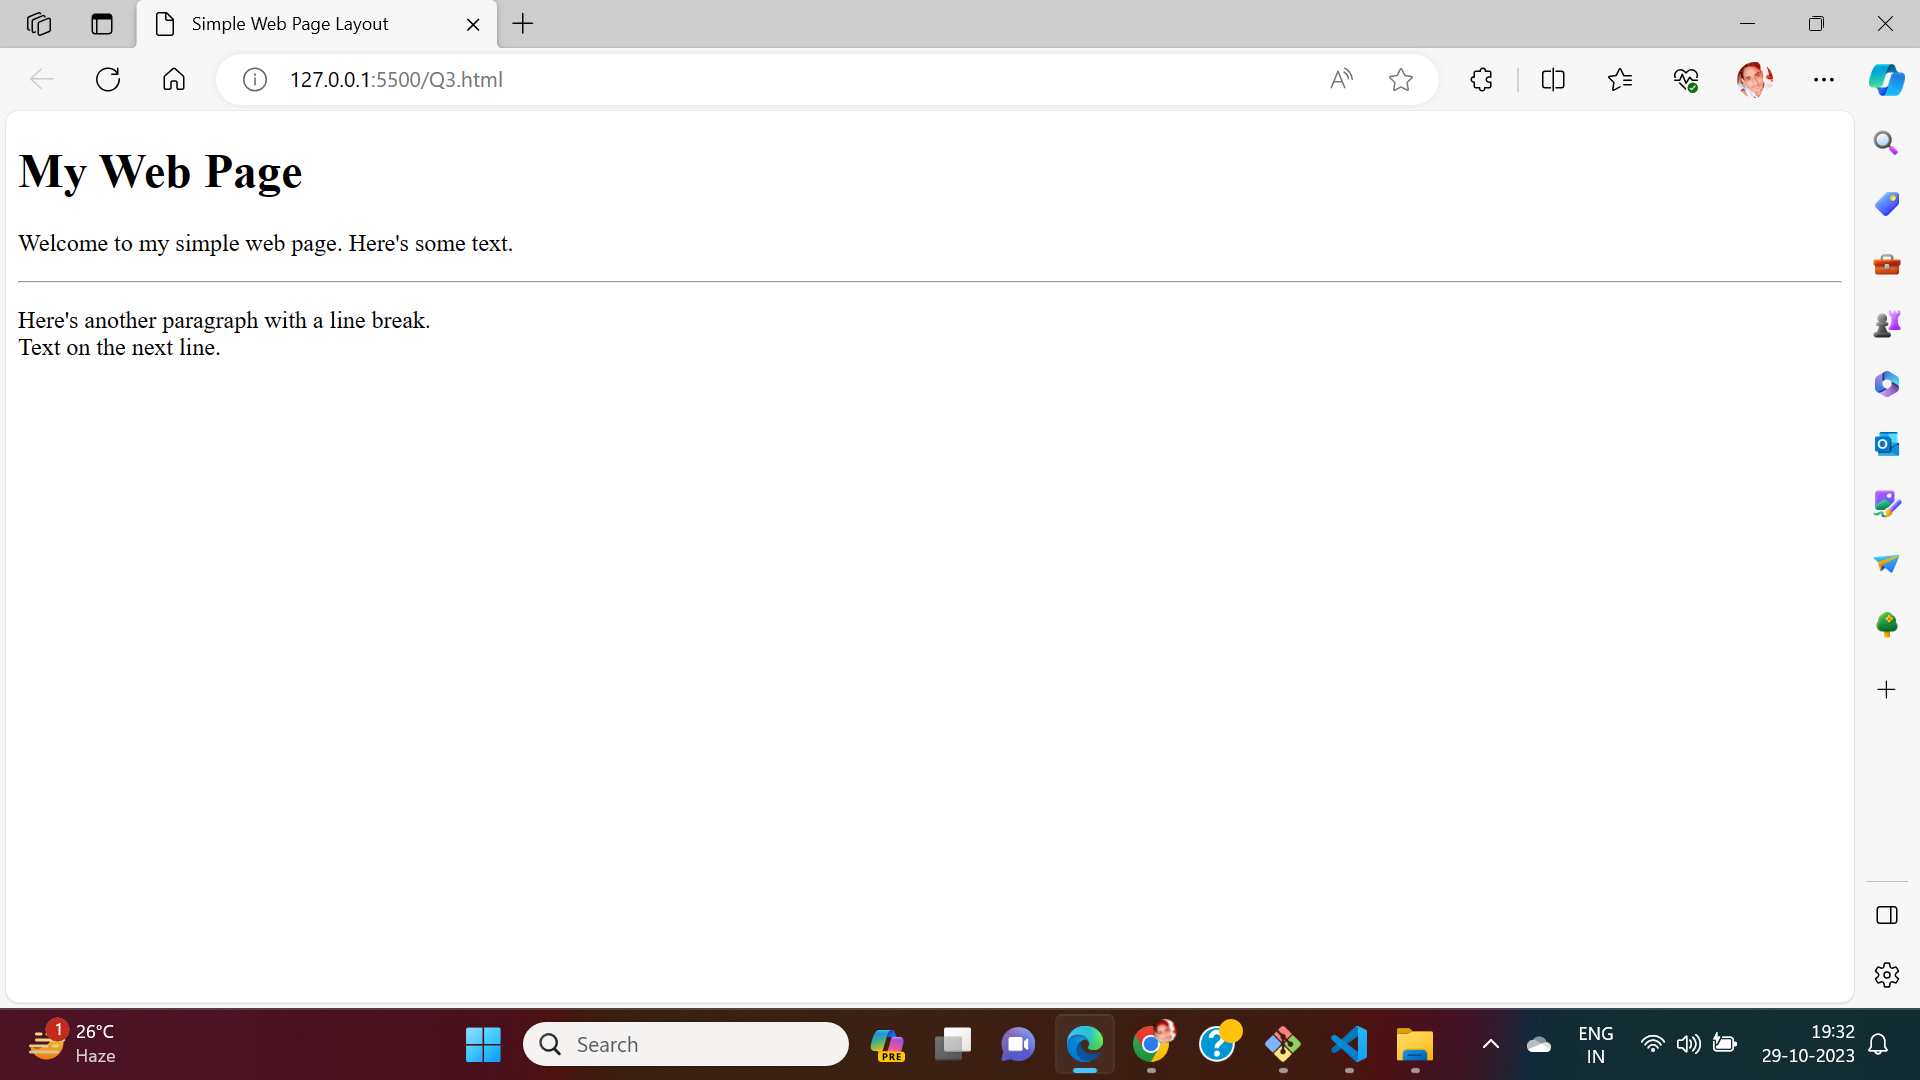 Simple Web Page Layout
127.0.0.1:5500/Q3.html
My Web Page
Welcome to my simple web page. Here's some text.
Here's another paragraph with a line break.
Text on the next line.
1
26°C
Haze
Search
PRE
ENG
IN
19:32
29-10-2023